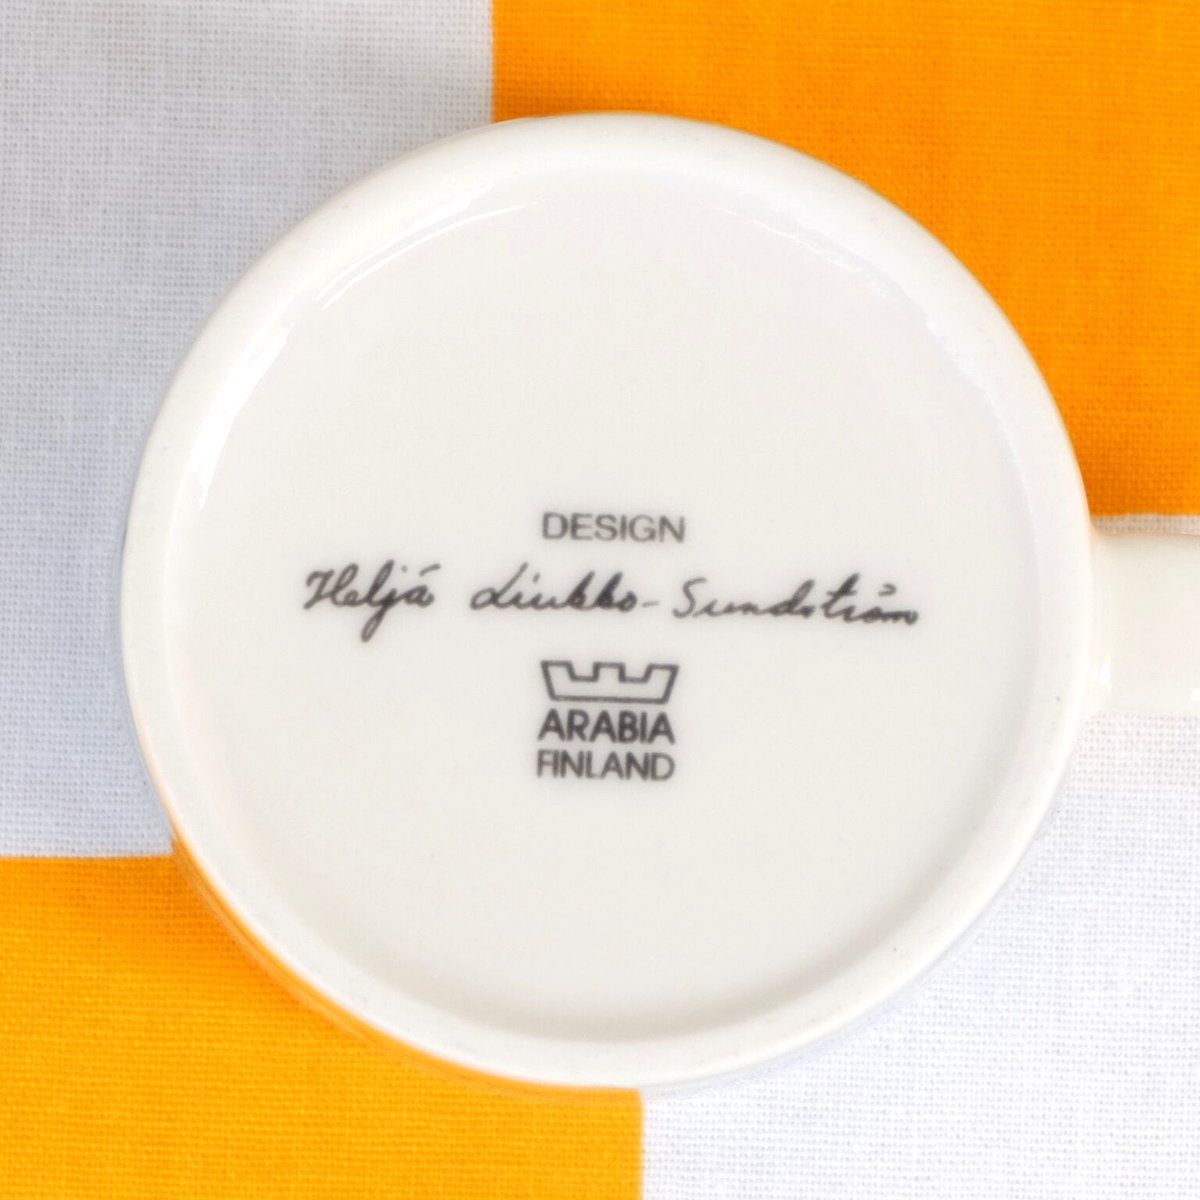 DESIGN
Heljä Liukko-Sundström
ARABIA
FINLAND